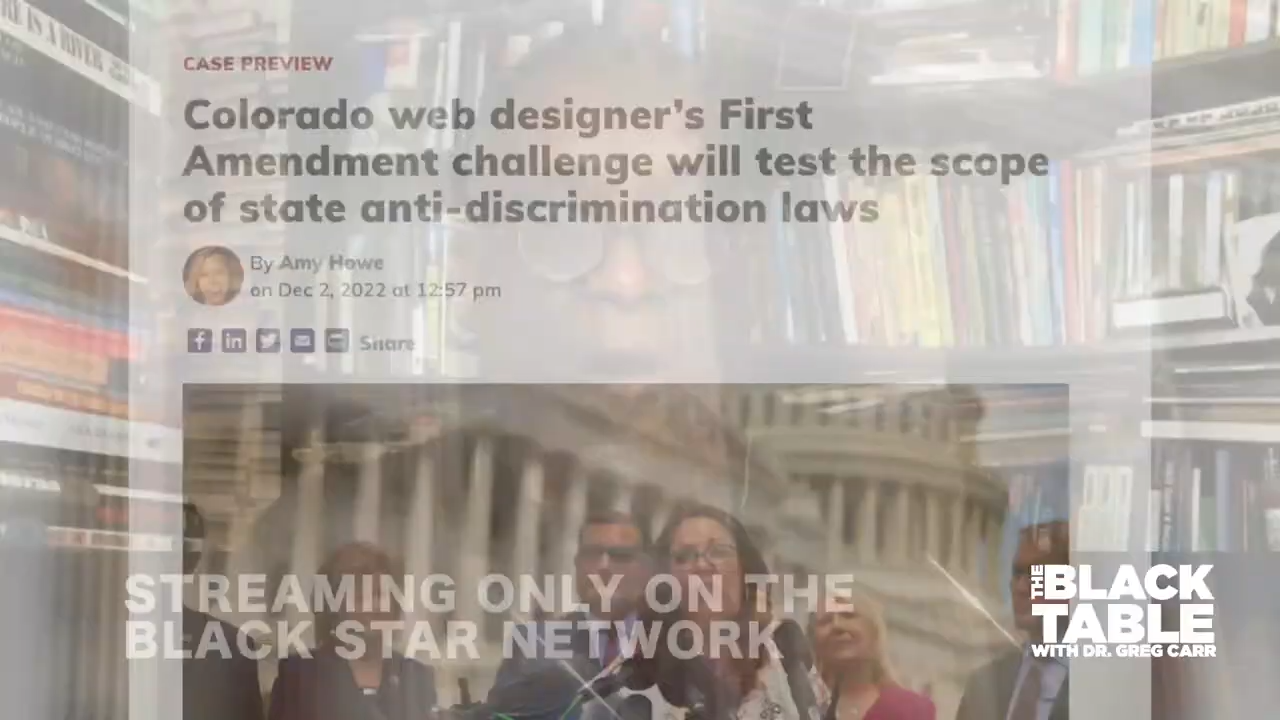 CASE PREVIEW
Colorado web designer's First
Amendment challenge will test the scope
of state anti-discrimination laws
By Amy Howe
on Dec 2, 2022 at 12:57 pm
Share
STREAMING ONLY ON THE
BLACK STAR NETWORK
THE
BLACK
TABLE
WITH DR. GREG CARR